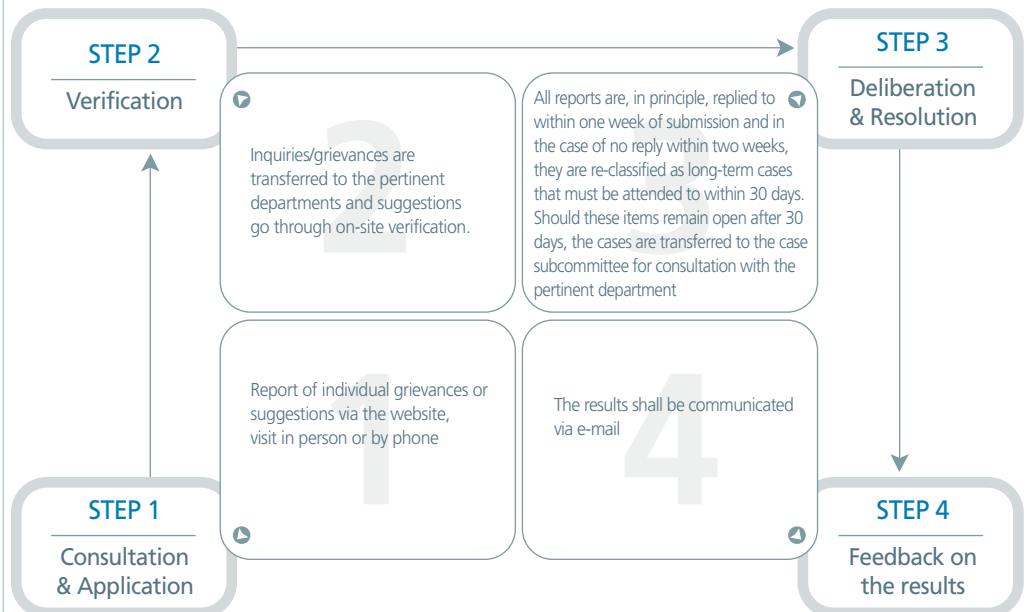 STEP 2
Verification
STEP 3
Deliberation
& Resolution
2
Inquiries/grievances are
transferred to the pertinent
departments and suggestions
go through on-site verification.
3
All reports are, in principle, replied to
within one week of submission and in
the case of no reply within two weeks,
they are re-classified as long-term cases
that must be attended to within 30 days.
Should these items remain open after 30
days, the cases are transferred to the case
subcommittee for consultation with the
pertinent department
1
Report of individual grievances or
suggestions via the website,
visit in person or by phone
4
The results shall be communicated
via e-mail
STEP 1
Consultation
& Application
STEP 4
Feedback on
the results